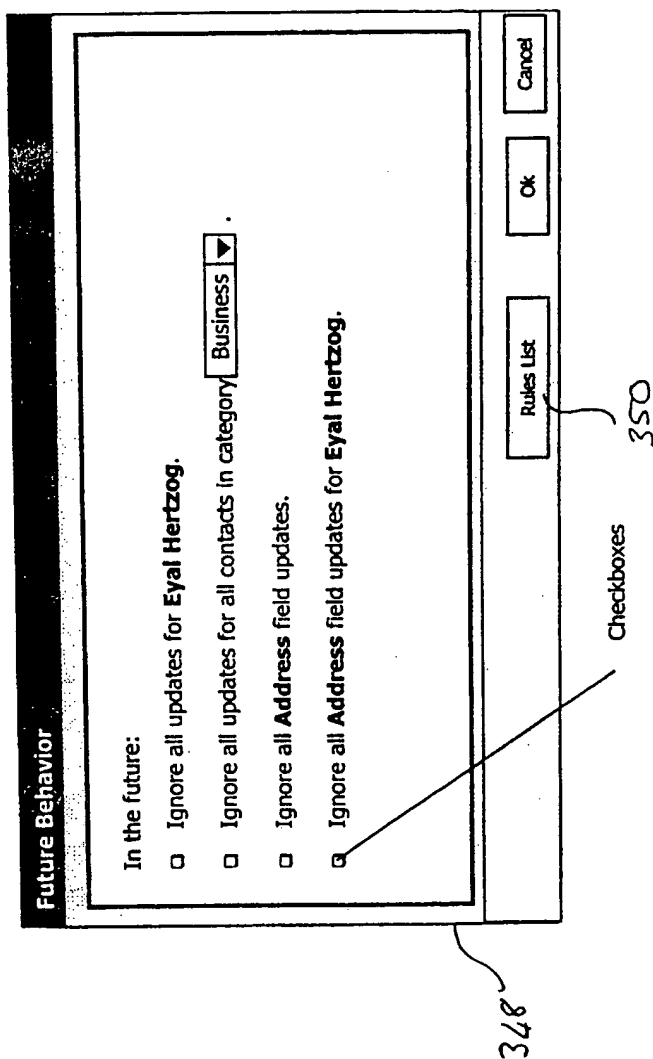 Future Behavior
In the future:
Ignore all updates for Eyal Hertzog.
Ignore all updates for all contacts in category Business .
Ignore all Address field updates.
Ignore all Address field updates for Eyal Hertzog.
Rules List
Ok
Cancel
348
Checkboxes
350